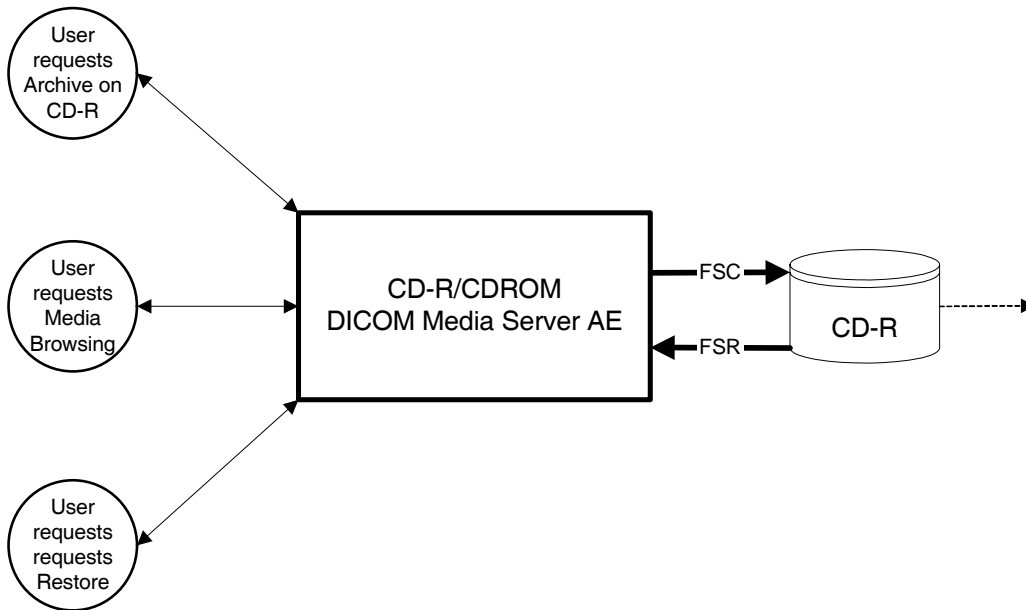 User
requests
Archive on
CD-R
User
requests
Media
Browsing
User
requests
requests
Restore
CD-R/CDROM
DICOM Media Server AE
FSC
FSR
CD-R